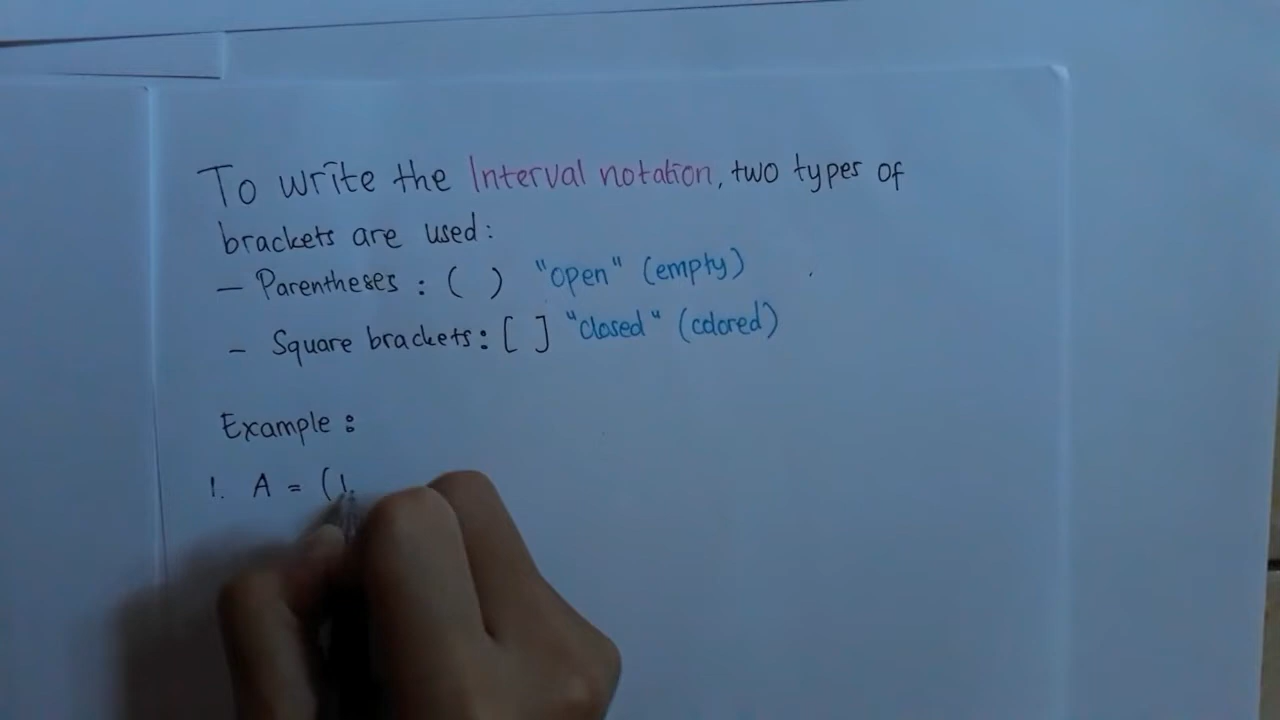 To write the Interval notation, two types of
brackets are used:
- Parentheses : ( ) "open" (empty)
- Square brackets: [ ] "closed" (colored)
Example :
1. A = (1,